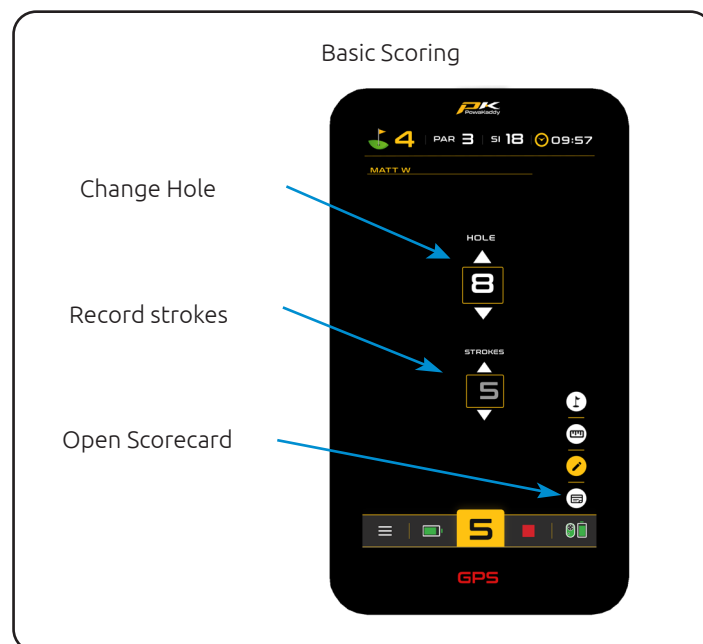 Basic Scoring
PK
PowaKaddy
4 PAR 3 SI 18 09:57
MATT W
Change Hole
HOLE
8
Record strokes
STROKES
5
Open Scorecard
5
GPS